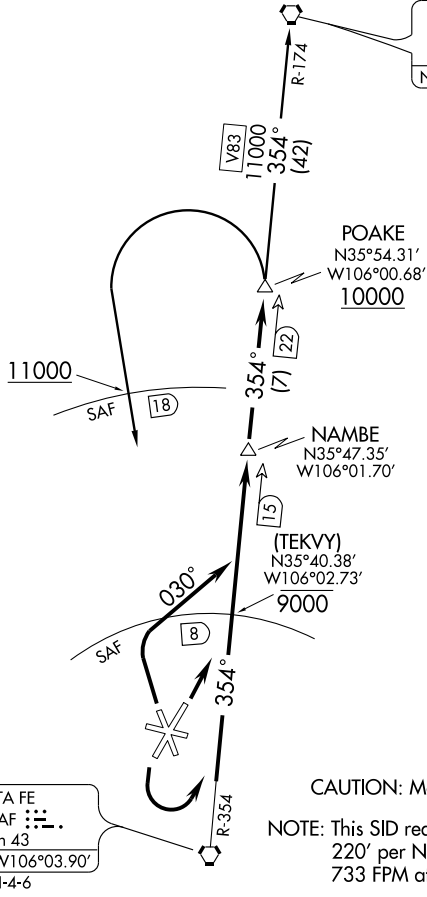 N
R-174
V83
11000
354°
(42)
POAKE
N35°54.31'
W106°00.68'
10000
22
354°
(7)
11000
SAF
18
NAMBE
N35°47.35'
W106°01.70'
15
(TEKVY)
N35°40.38'
W106°02.73'
9000
030°
SAF
8
354°
R-354
TA FE
AF
43
W106°03.90'
-4-6
CAUTION: M
NOTE: This SID req
220' per N
733 FPM a